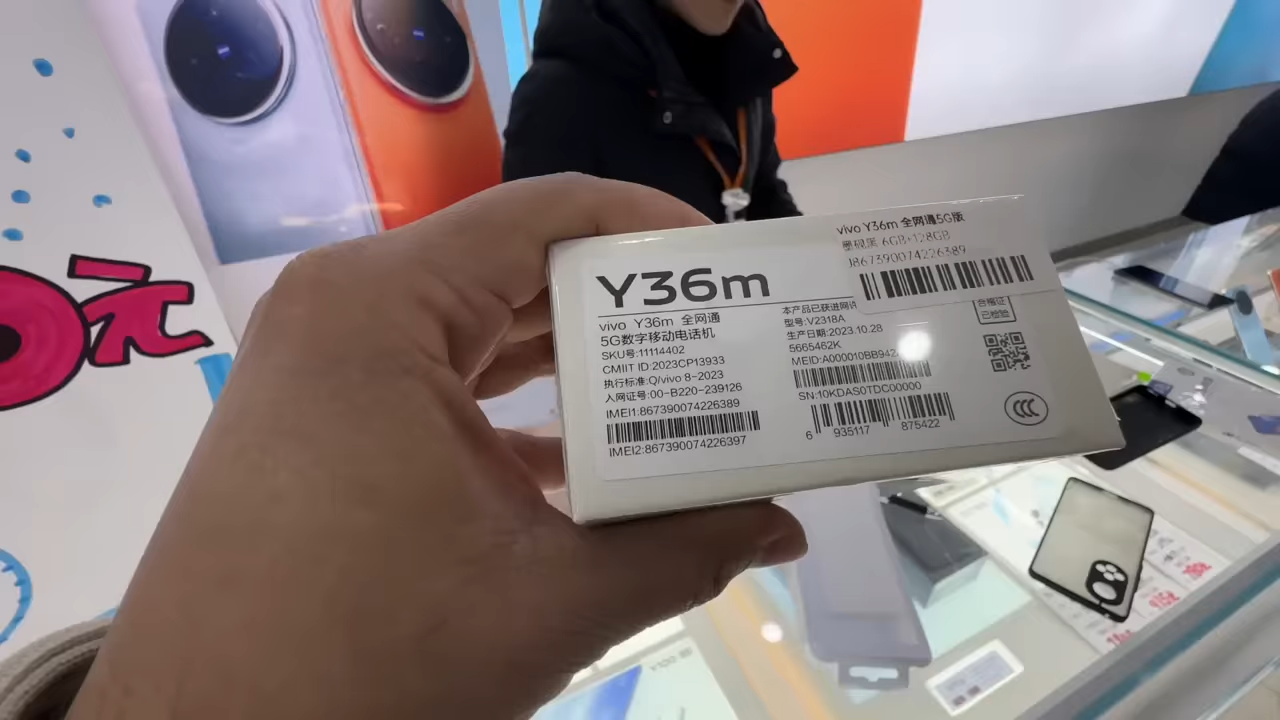 元
vivo Y36m 全网通5G版
墨砚黑 6GB+128GB
867390074226389
Y36m
vivo Y36m 全网通
5G数字移动电话机
SKU号:11114402
CMIIT ID:2023CP13933
执行标准:Q/vivo 8-2023
入网证号:00-B220-239126
IMEI1:867390074226389
IMEI2:867390074226397
本产品已获进网许
型号:V2318A
生产日期:2023.10.28
5665462K
MEID:A000010BB942
SN:10KDAS0TDC00000
6 935117 875422
合格证
已检验
CCC